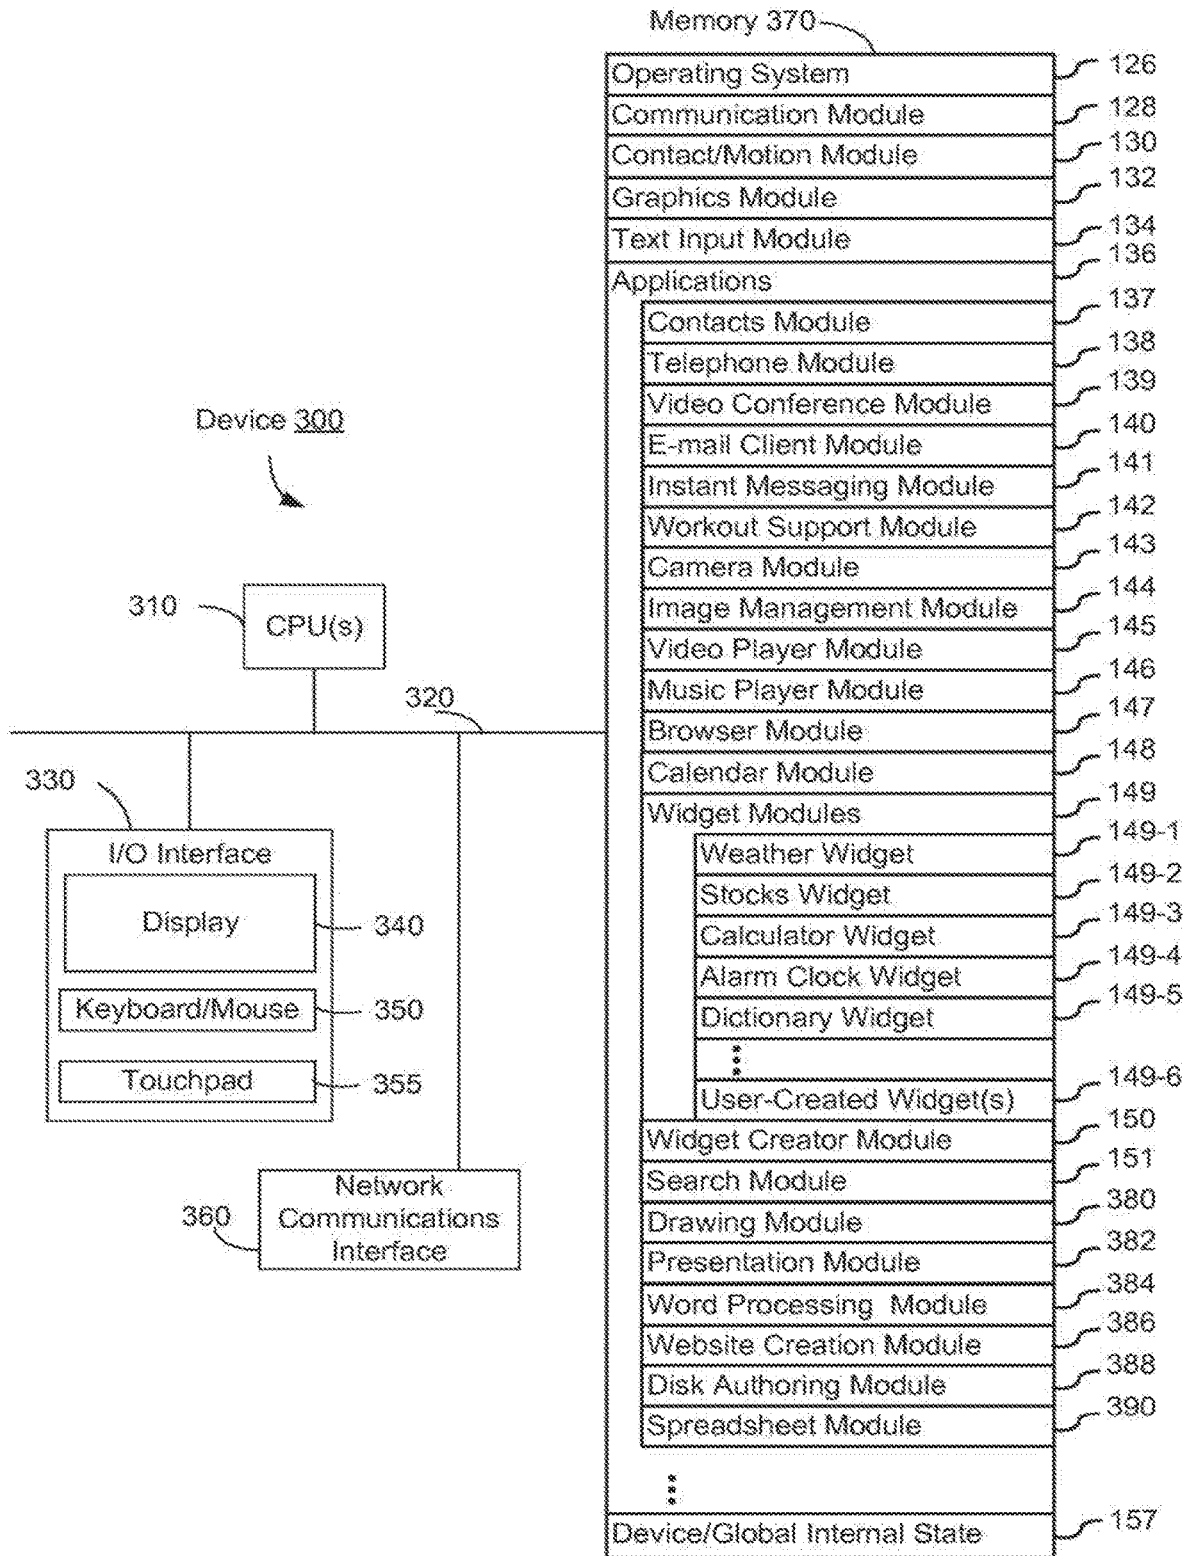 Memory 370
Operating System 126
Communication Module 128
Contact/Motion Module 130
Graphics Module 132
Text Input Module 134
Applications 136
Contacts Module 137
Telephone Module 138
Video Conference Module 139
E-mail Client Module 140
Instant Messaging Module 141
Workout Support Module 142
Camera Module 143
Image Management Module 144
Video Player Module 145
Music Player Module 146
Browser Module 147
Calendar Module 148
Widget Modules 149
Weather Widget 149-1
Stocks Widget 149-2
Calculator Widget 149-3
Alarm Clock Widget 149-4
Dictionary Widget 149-5
User-Created Widget(s) 149-6
Widget Creator Module 150
Search Module 151
Drawing Module 380
Presentation Module 382
Word Processing Module 384
Website Creation Module 386
Disk Authoring Module 388
Spreadsheet Module 390
Device/Global Internal State 157
Device 300
310
CPU(s)
320
330
I/O Interface
Display 340
Keyboard/Mouse 350
Touchpad 355
360
Network
Communications
Interface